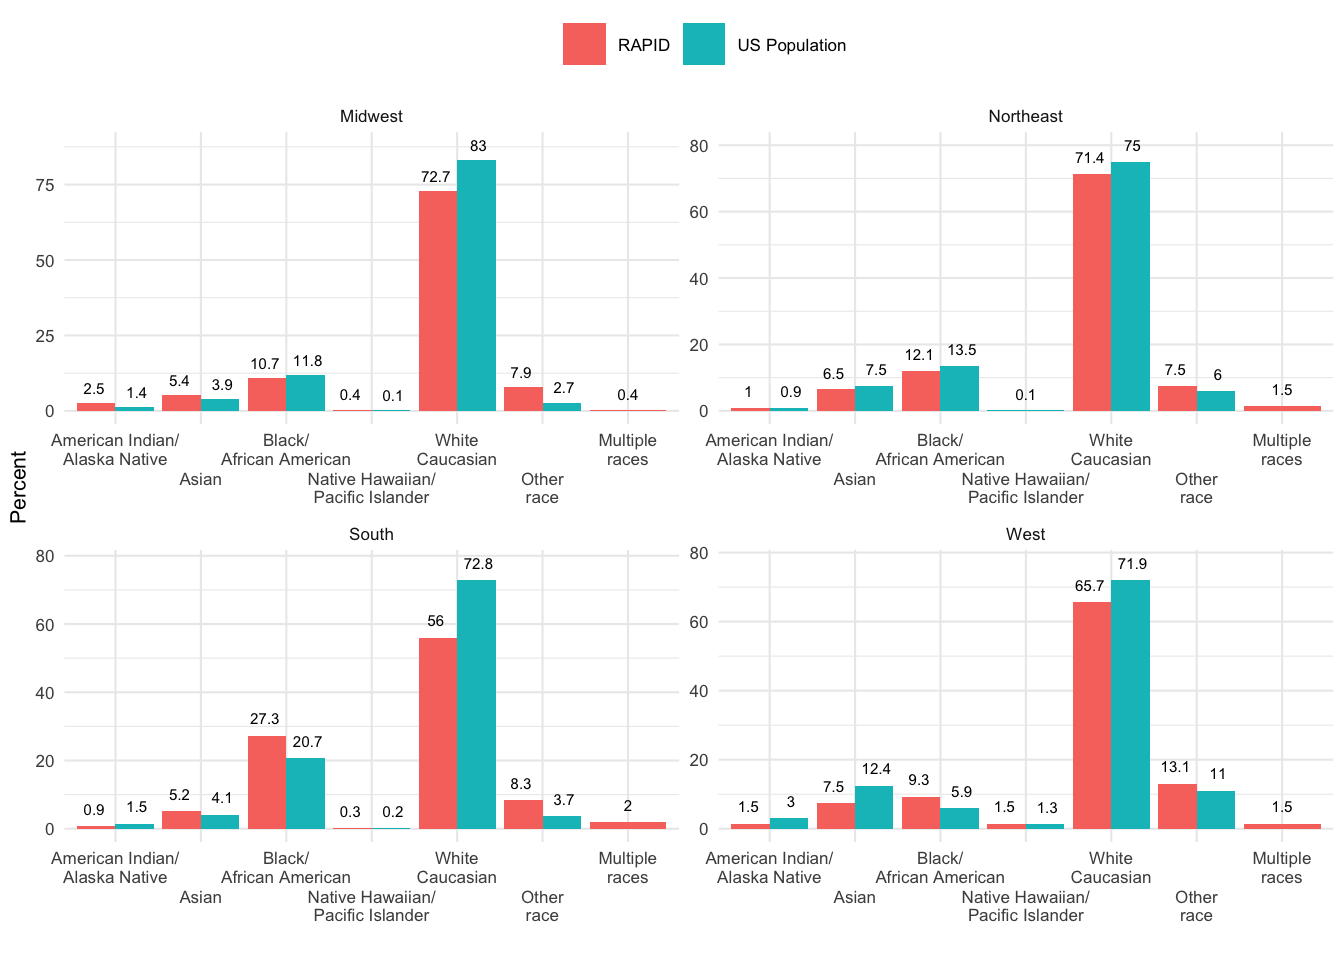 RAPID US Population
Midwest
Northeast
Percent
75
50
25
0
2.5 1.4 5.4 3.9 10.7 11.8 0.4 0.1 72.7 83 7.9 2.7 0.4
American Indian/ Black/ White Multiple
Alaska Native African American Caucasian races
Asian Native Hawaiian/ Other
Pacific Islander race
80
60
40
20
0
1 0.9 6.5 7.5 12.1 13.5 0.1 71.4 75 7.5 6 1.5
American Indian/ Black/ White Multiple
Alaska Native African American Caucasian races
Asian Native Hawaiian/ Other
Pacific Islander race
South
West
80
60
40
20
0
0.9 1.5 5.2 4.1 27.3 20.7 0.3 0.2 56 72.8 8.3 3.7 2
American Indian/ Black/ White Multiple
Alaska Native African American Caucasian races
Asian Native Hawaiian/ Other
Pacific Islander race
80
60
40
20
0
1.5 3 7.5 12.4 9.3 5.9 1.5 1.3 65.7 71.9 13.1 11 1.5
American Indian/ Black/ White Multiple
Alaska Native African American Caucasian races
Asian Native Hawaiian/ Other
Pacific Islander race